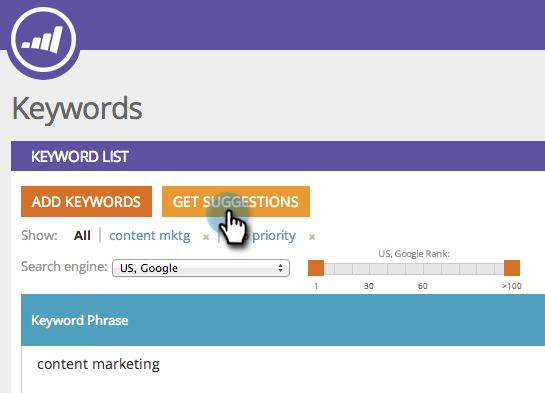 Keywords
KEYWORD LIST
ADD KEYWORDS GET SUGGESTIONS
Show: All | content mktg × | priority ×
Search engine: US, Google US, Google Rank:
1 30 60 >100
Keyword Phrase
content marketing